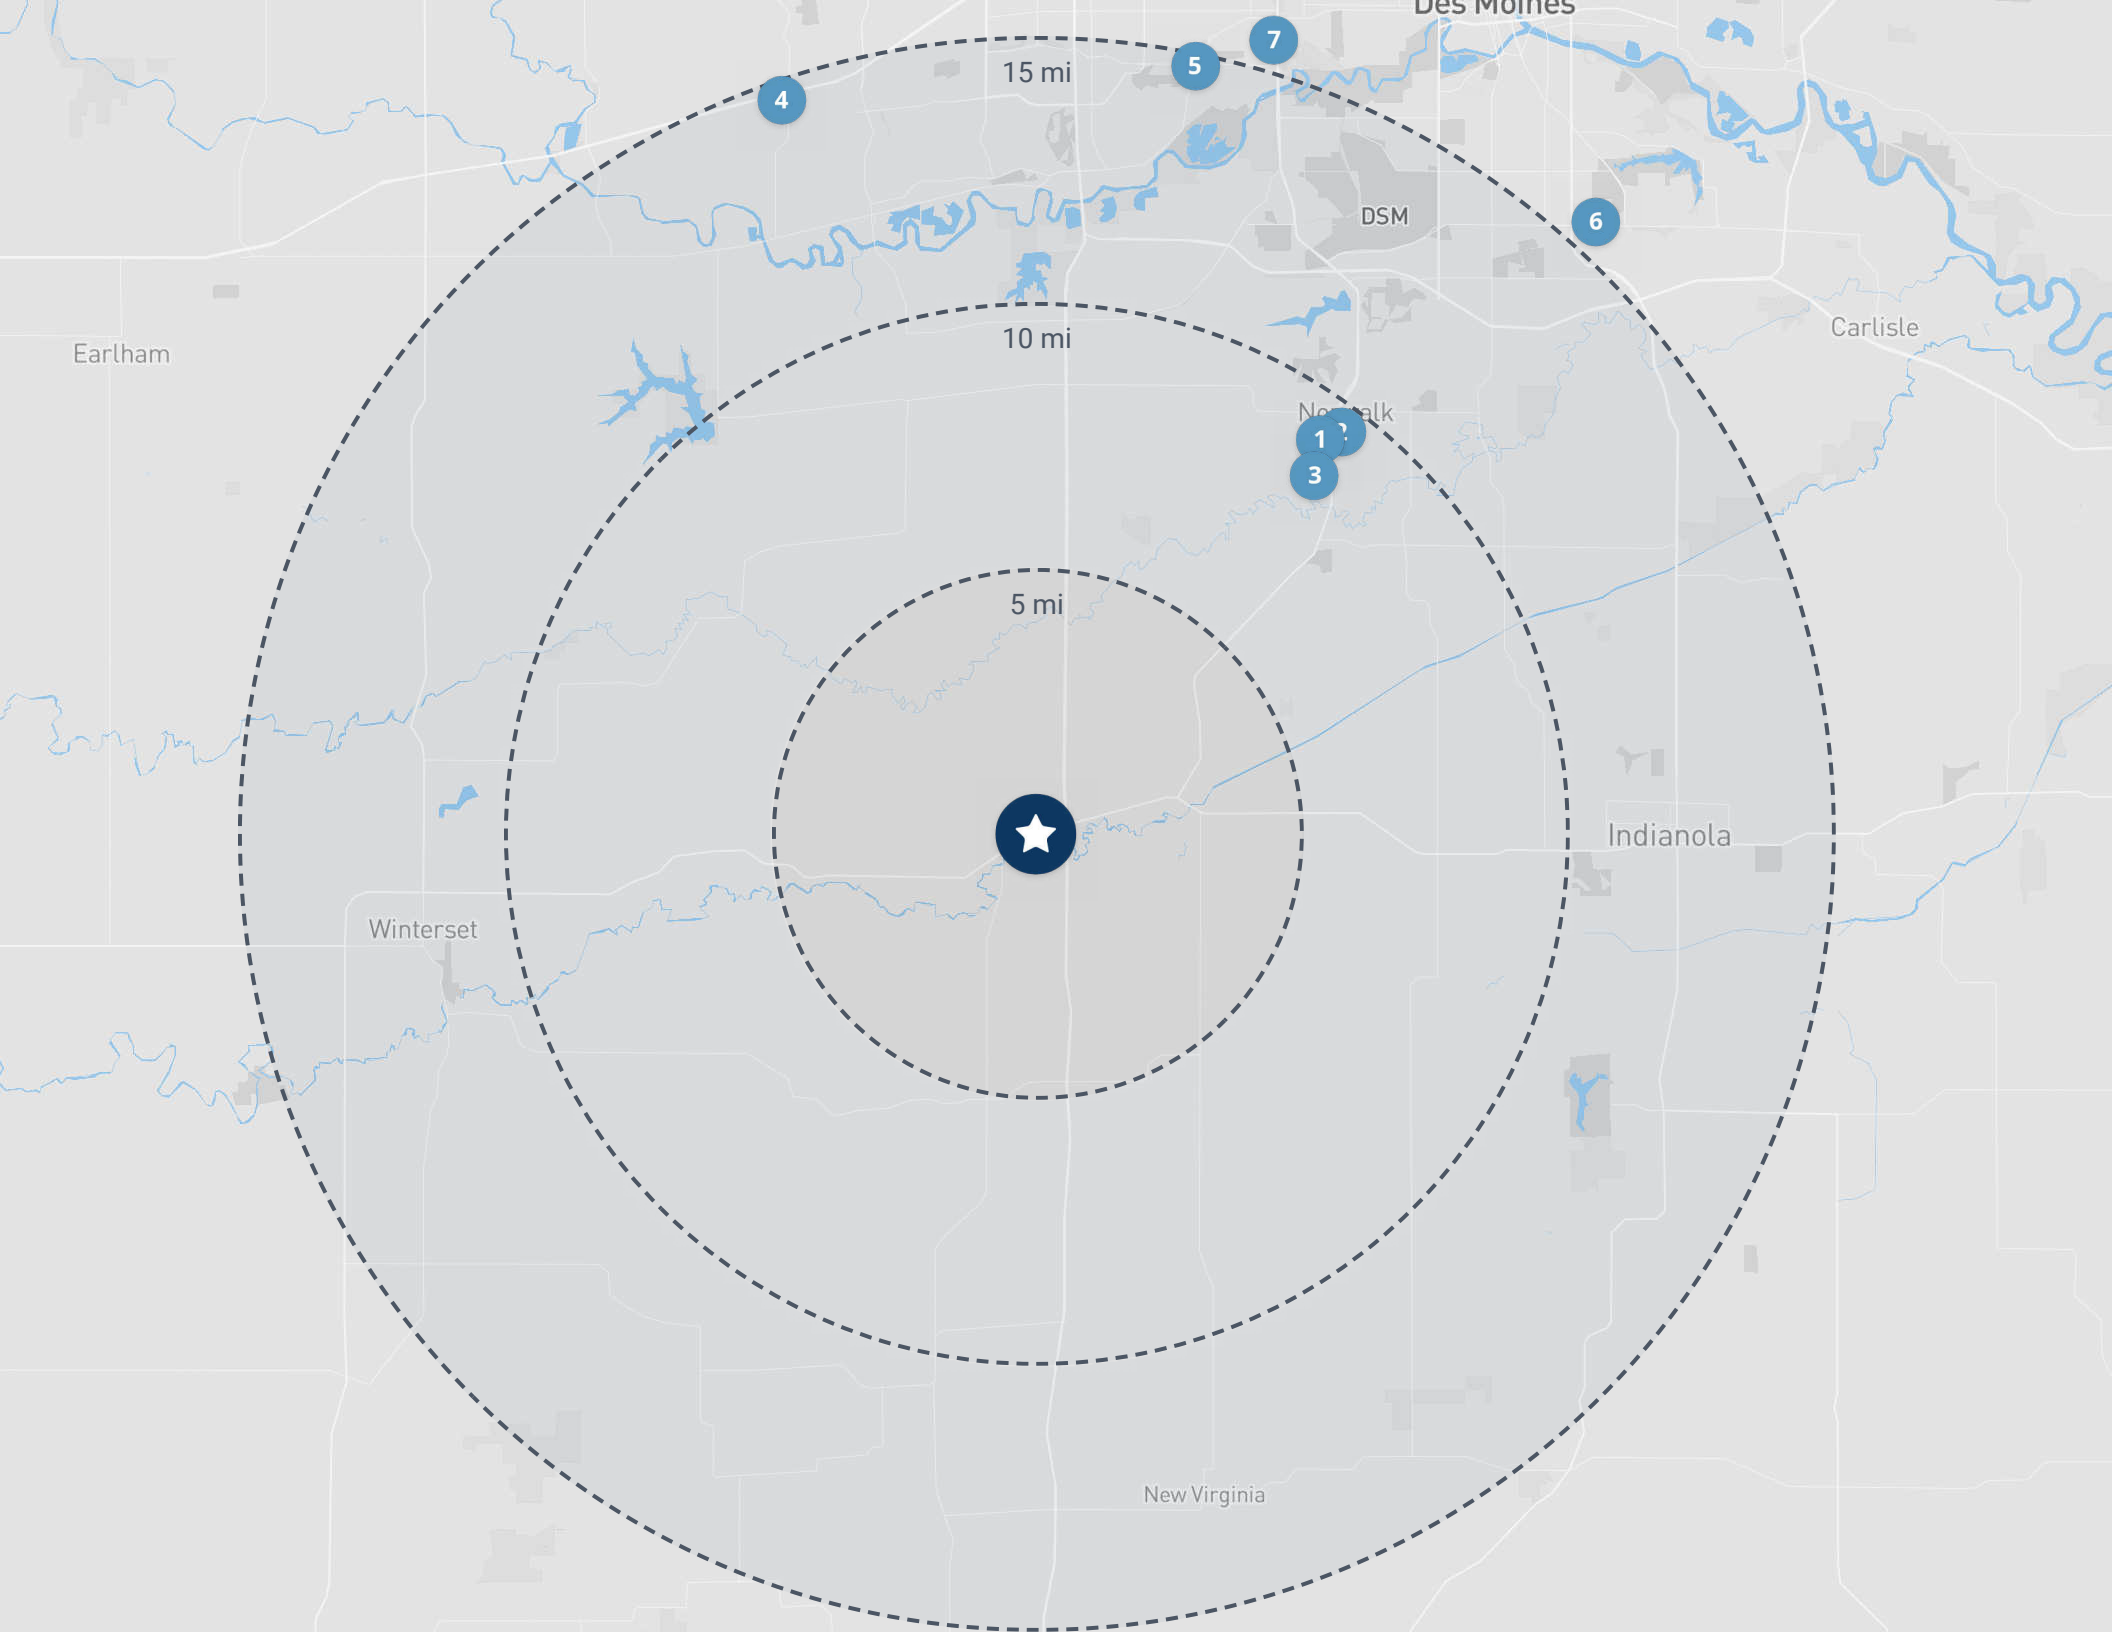 Des Moines
7
5
15 mi
4
DSM
6
Carlisle
10 mi
Earlham
1
2
3
5 mi
Indianola
Winterset
New Virginia